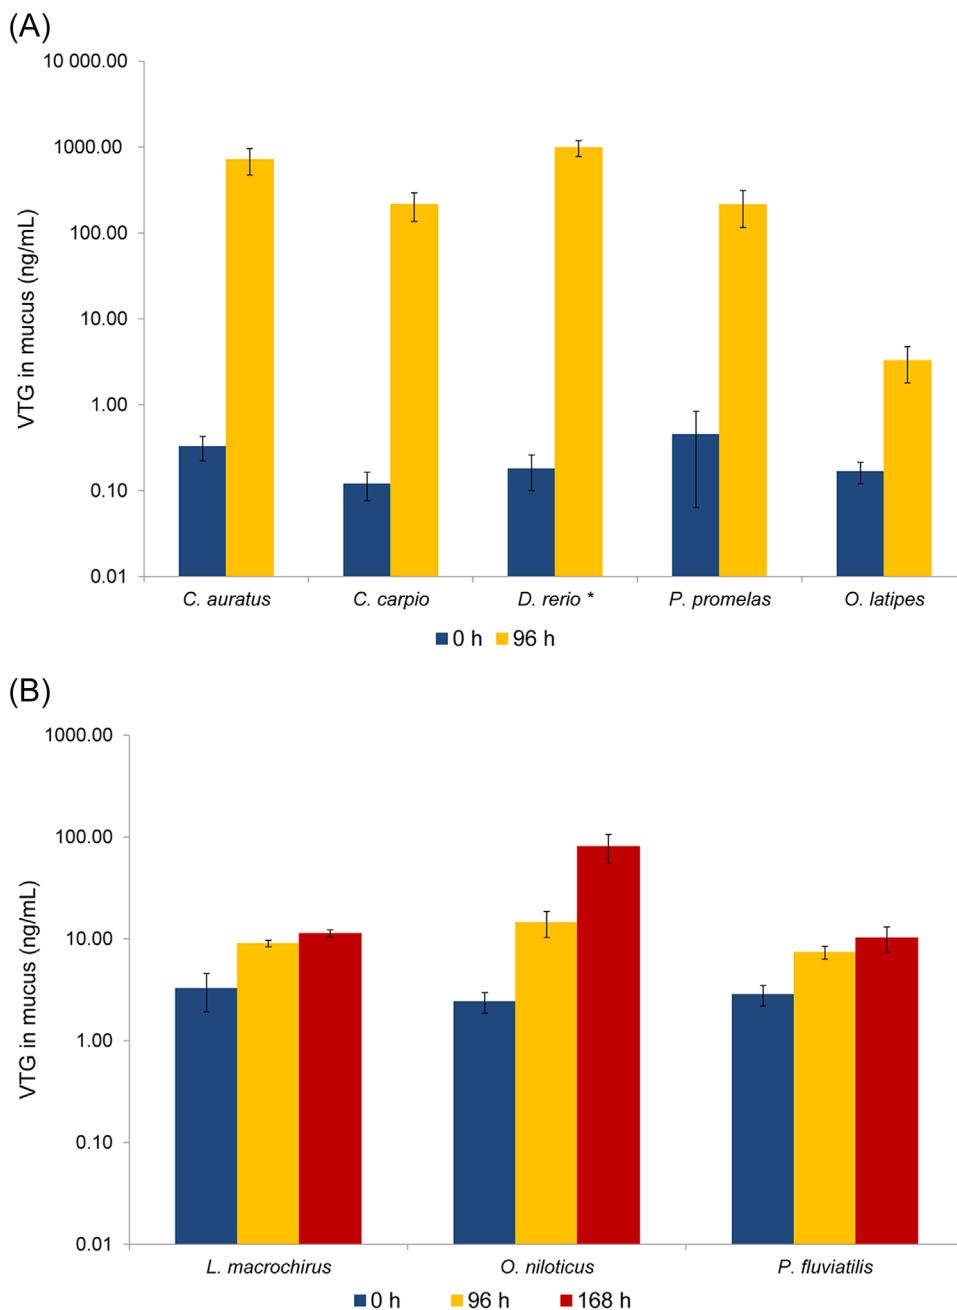 (A)
10 000.00
1000.00
100.00
10.00
1.00
0.10
0.01
VTG in mucus (ng/mL)
C. auratus C. carpio D. rerio * P. promelas O. latipes
0 h 96 h
(B)
1000.00
100.00
10.00
1.00
0.10
0.01
VTG in mucus (ng/mL)
L. macrochirus O. niloticus P. fluviatilis
0 h 96 h 168 h